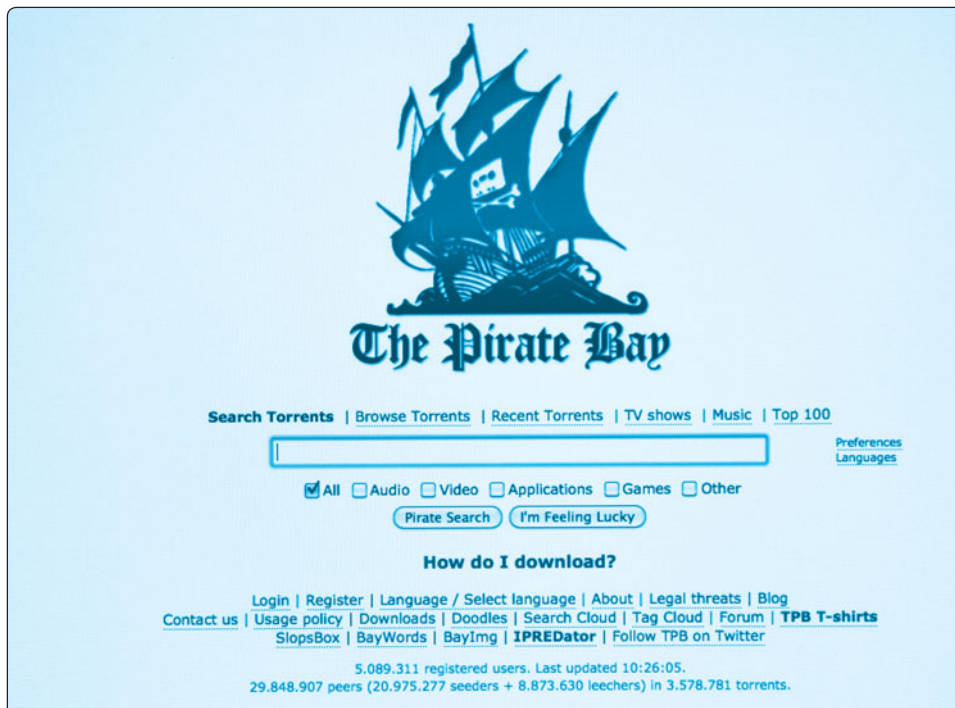 The Pirate Bay
Search Torrents | Browse Torrents | Recent Torrents | TV shows | Music | Top 100
Preferences
Languages
All Audio Video Applications Games Other
Pirate Search I'm Feeling Lucky
How do I download?
Login | Register | Language / Select language | About | Legal threats | Blog
Contact us | Usage policy | Downloads | Doodles | Search Cloud | Tag Cloud | Forum | TPB T-shirts
SlopsBox | BayWords | BayImg | IPREDator | Follow TPB on Twitter
5.089.311 registered users. Last updated 10:26:05.
29.848.907 peers (20.975.277 seeders + 8.873.630 leechers) in 3.578.781 torrents.